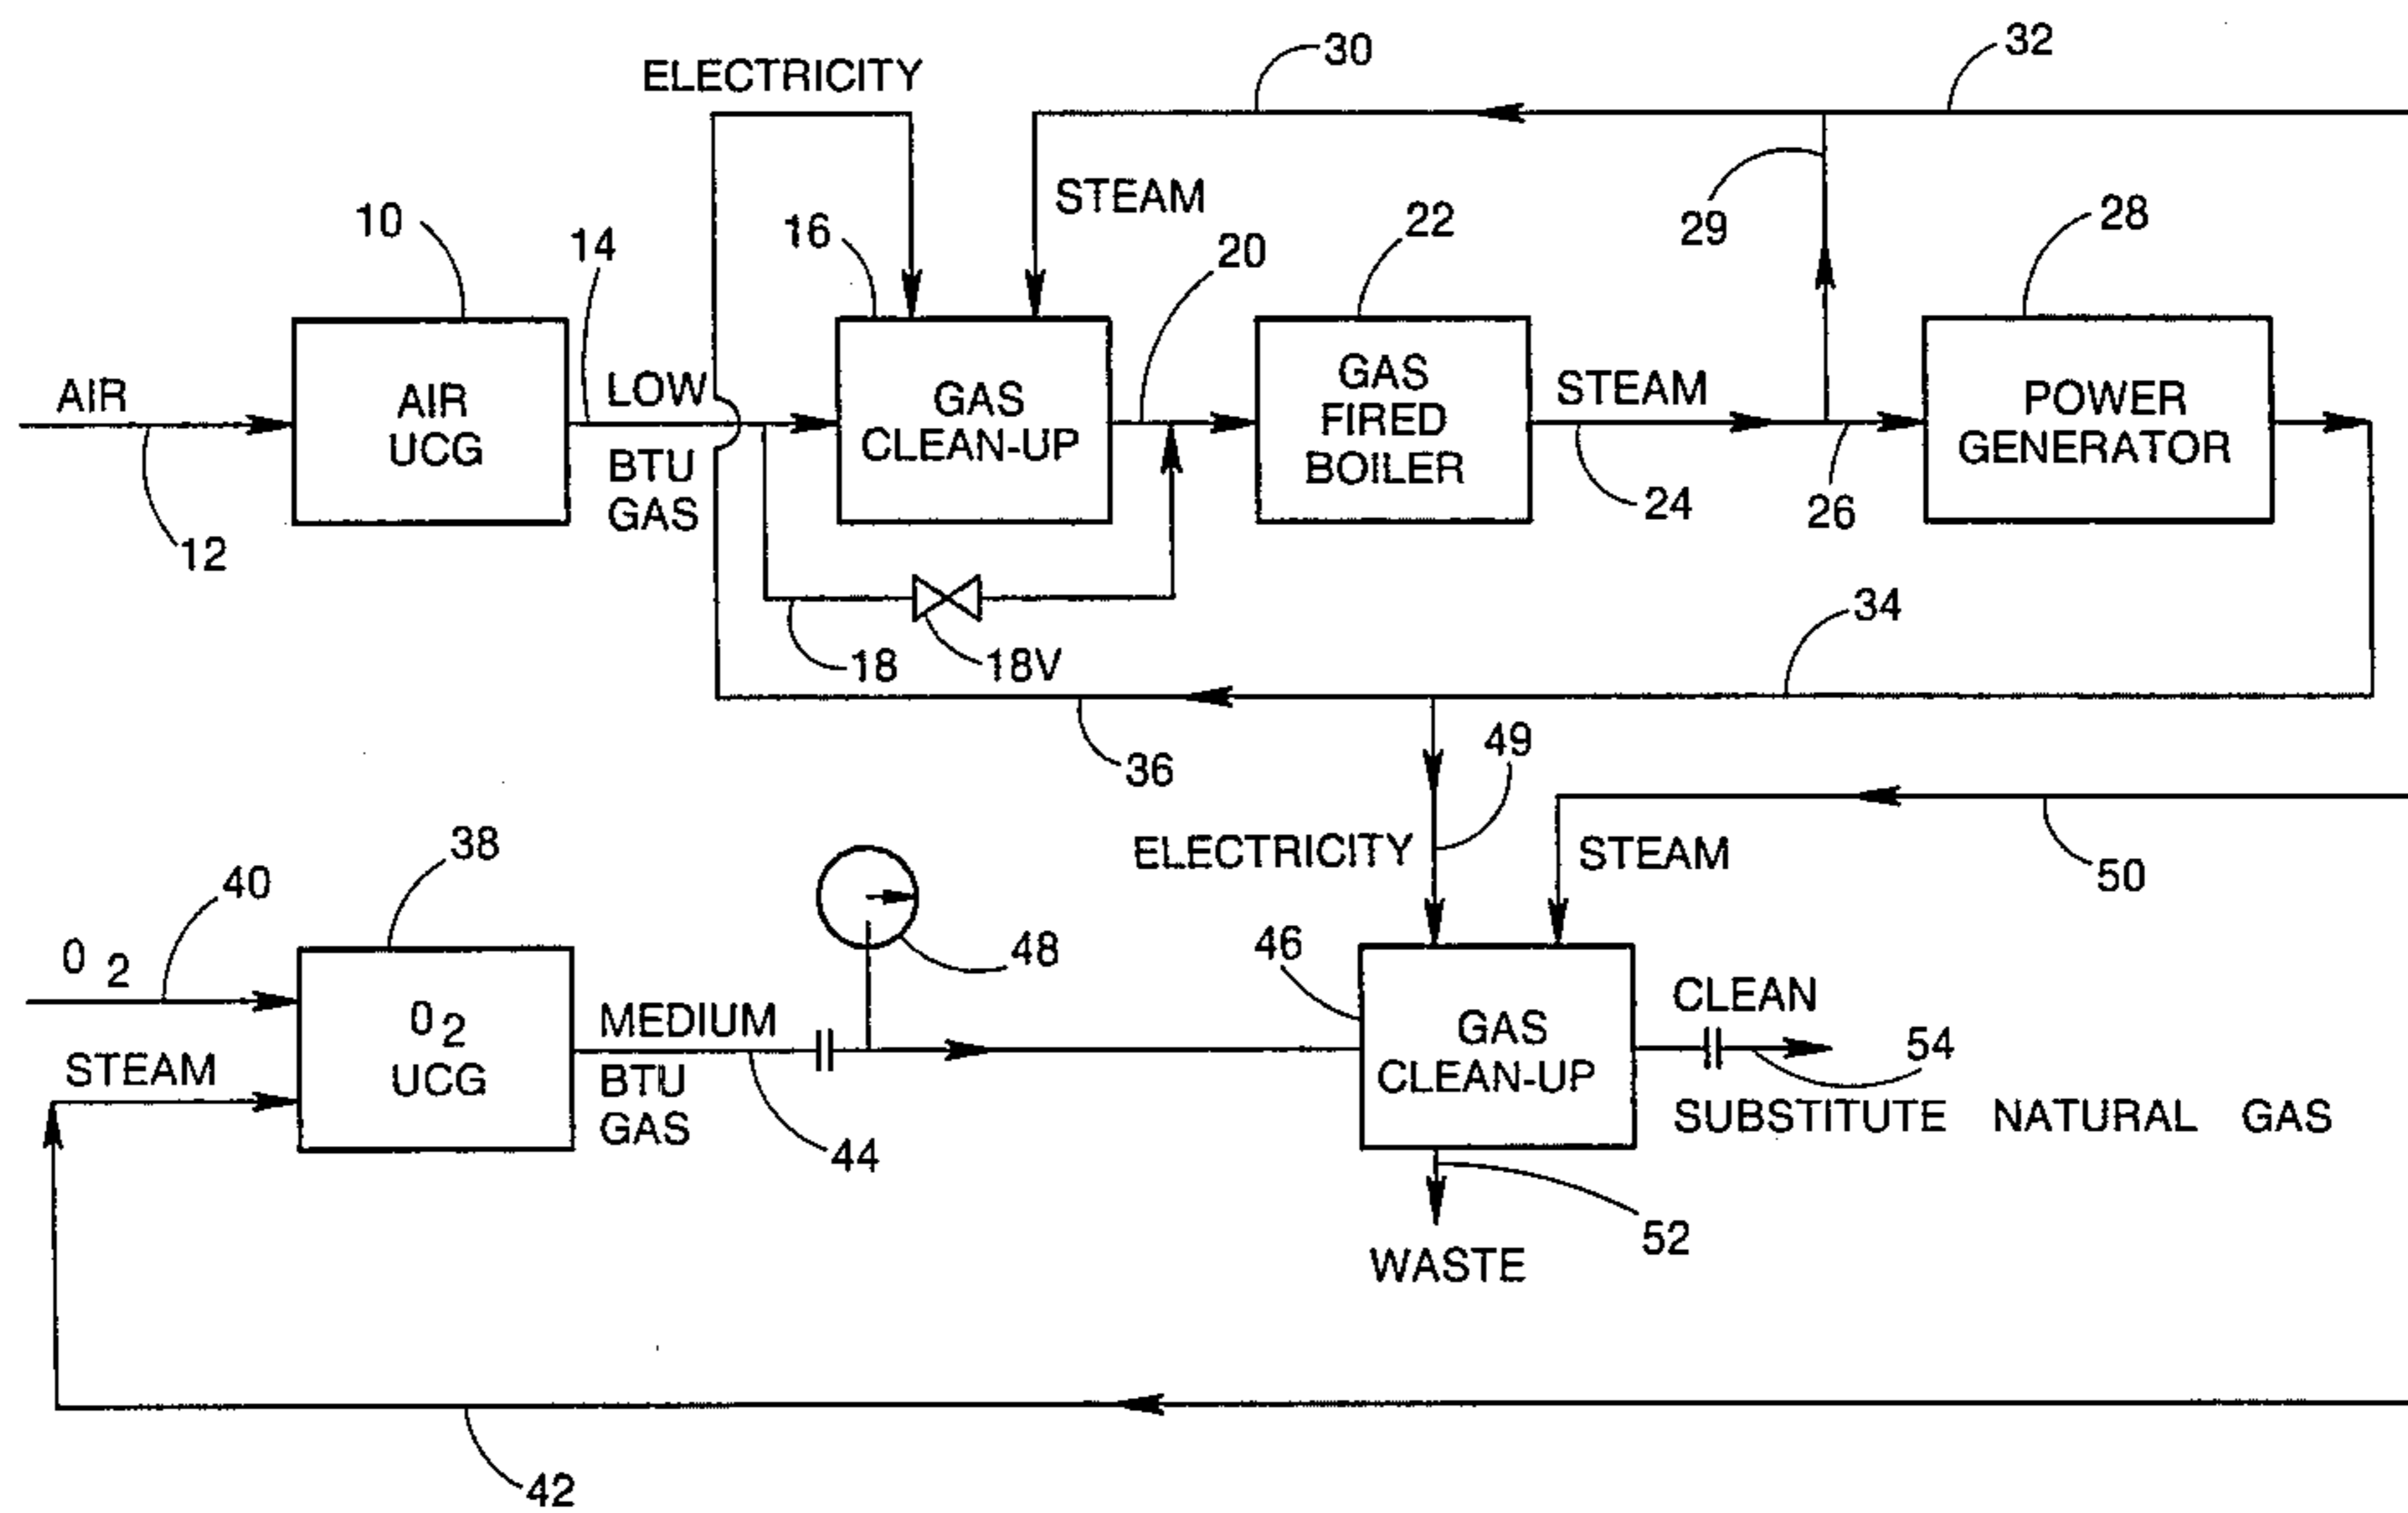 30
32
ELECTRICITY
STEAM
29
10
14
16
20
22
28
AIR
AIR
UCG
LOW
BTU
GAS
GAS
CLEAN-UP
GAS
FIRED
BOILER
STEAM
POWER
GENERATOR
12
24
26
18
18V
34
36
49
38
40
ELECTRICITY
STEAM
50
48
46
O 2
STEAM
O2
UCG
MEDIUM
BTU
GAS
44
GAS
CLEAN-UP
CLEAN
54
SUBSTITUTE NATURAL GAS
52
WASTE
42